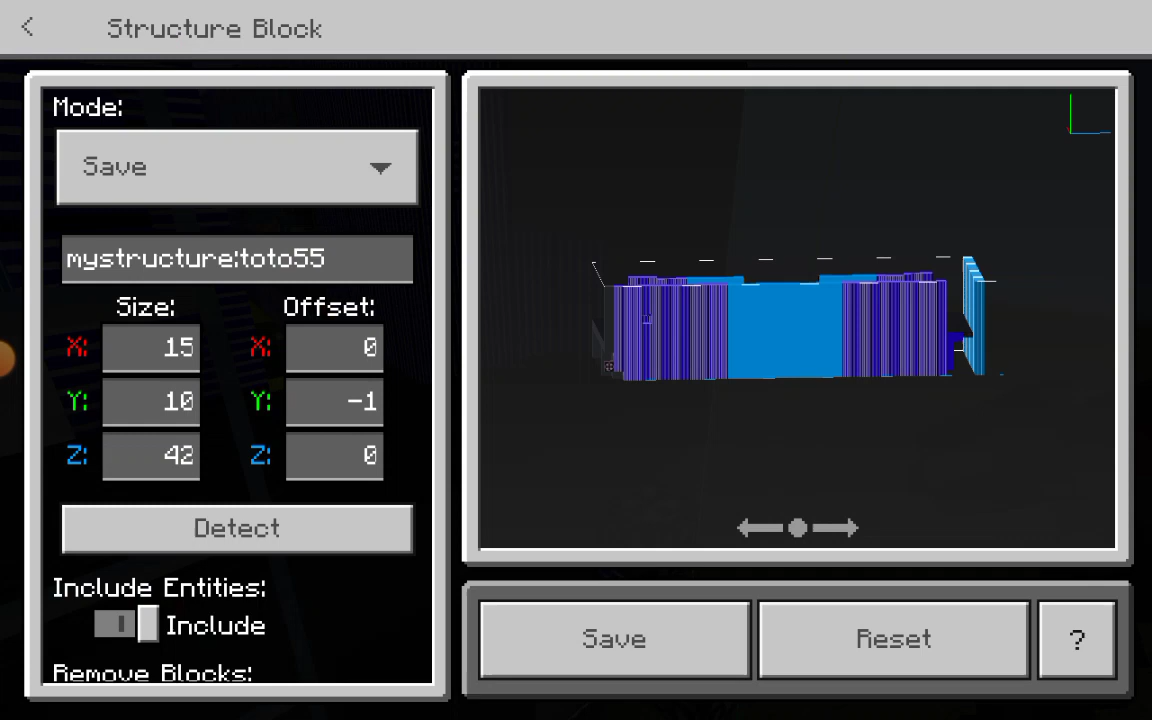 Structure Block
Mode:
Save
mystructure:toto55
Size: Offset:
X: 15 X: 0
Y: 10 Y: -1
Z: 42 Z: 0
Detect
Include Entities:
Include
Remove Blocks:
Save Reset ?